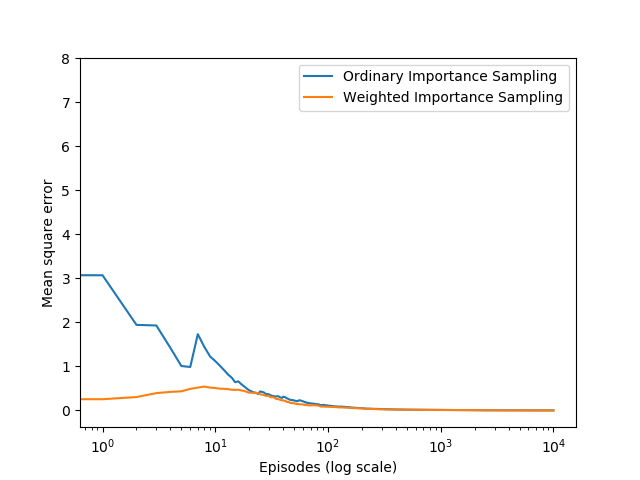 Ordinary Importance Sampling
Weighted Importance Sampling
8
7
6
5
4
3
2
1
0
Mean square error
10^0 10^1 10^2 10^3 10^4
Episodes (log scale)